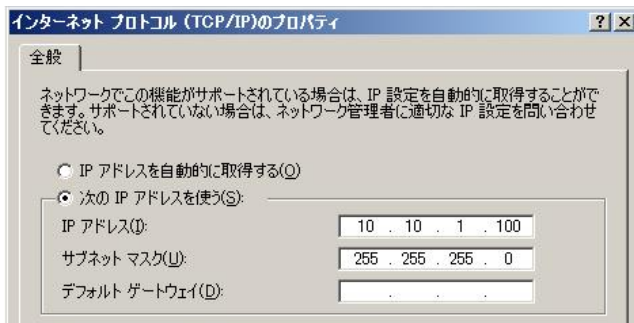 インターネット プロトコル (TCP/IP)のプロパティ
全般
ネットワークでこの機能がサポートされている場合は、IP 設定を自動的に取得することがで
きます。サポートされていない場合は、ネットワーク管理者に適切な IP 設定を問い合わせ
てください。
IP アドレスを自動的に取得する(O)
次の IP アドレスを使う(S):
IP アドレス(I): 10 . 10 . 1 . 100
サブネット マスク(U): 255 . 255 . 255 . 0
デフォルト ゲートウェイ(D): . . .